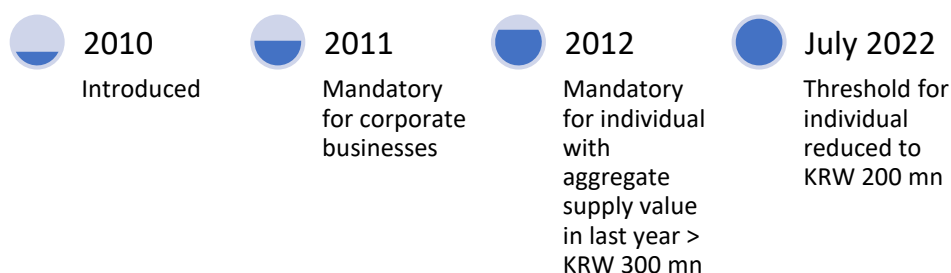 2010
Introduced
2011
Mandatory
for corporate
businesses
2012
Mandatory
for individual
with
aggregate
supply value
in last year >
KRW 300 mn
July 2022
Threshold for
individual
reduced to
KRW 200 mn